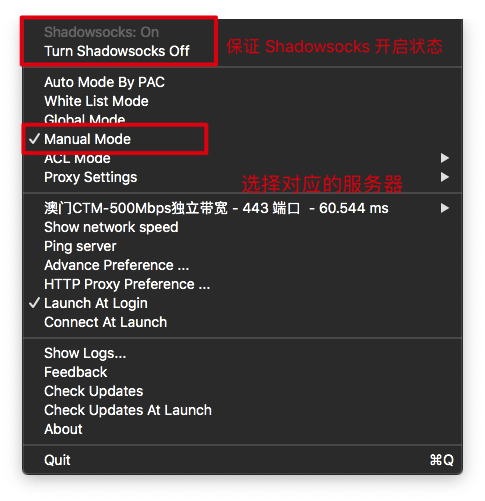 Shadowsocks: On
Turn Shadowsocks Off
保证 Shadowsocks 开启状态
Auto Mode By PAC
White List Mode
Global Mode
✓ Manual Mode
ACL Mode
Proxy Settings
选择对应的服务器
澳门CTM-500Mbps独立带宽 - 443 端口 - 60.544 ms
Show network speed
Ping server
Advance Preference ...
HTTP Proxy Preference ...
✓ Launch At Login
Connect At Launch
Show Logs...
Feedback
Check Updates
Check Updates At Launch
About
Quit ⌘Q